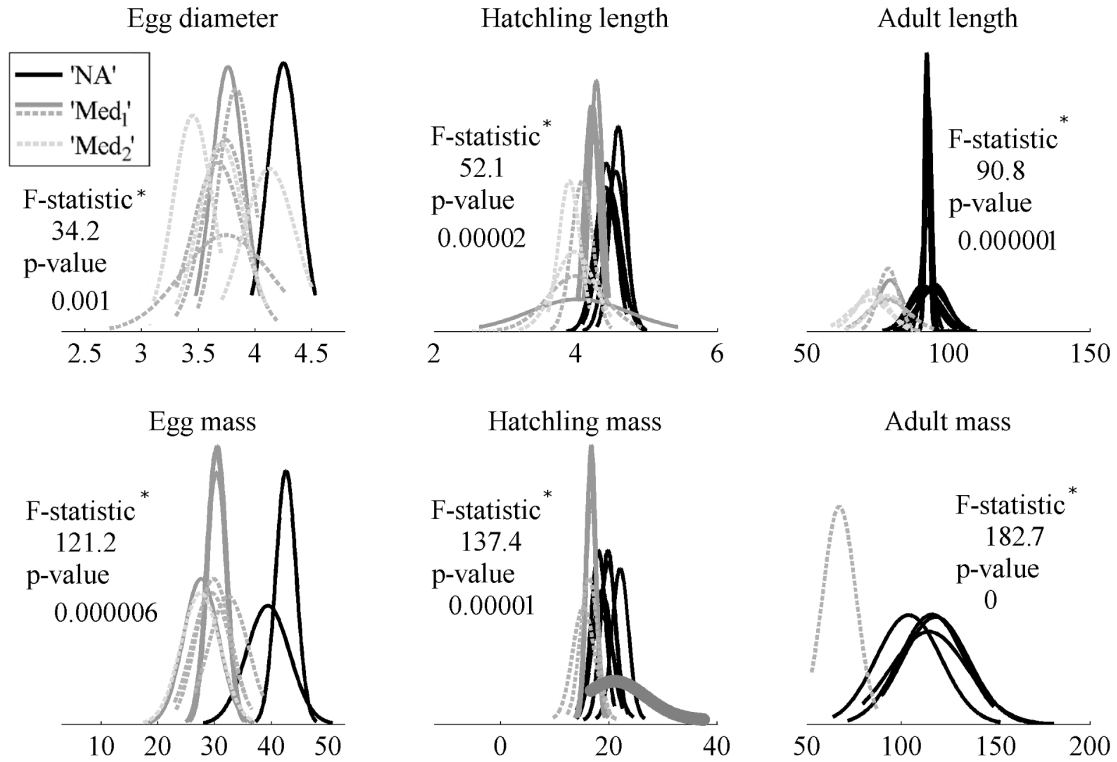 Egg diameter
'NA'
'Med1'
'Med2'
F-statistic*
34.2
p-value
0.001
2.5 3 3.5 4 4.5
Hatchling length
F-statistic*
52.1
p-value
0.00002
2 4 6
Adult length
F-statistic*
90.8
p-value
0.000001
50 100 150
Egg mass
F-statistic*
121.2
p-value
0.000006
10 20 30 40 50
Hatchling mass
F-statistic*
137.4
p-value
0.00001
0 20 40
Adult mass
F-statistic*
182.7
p-value
0
50 100 150 200